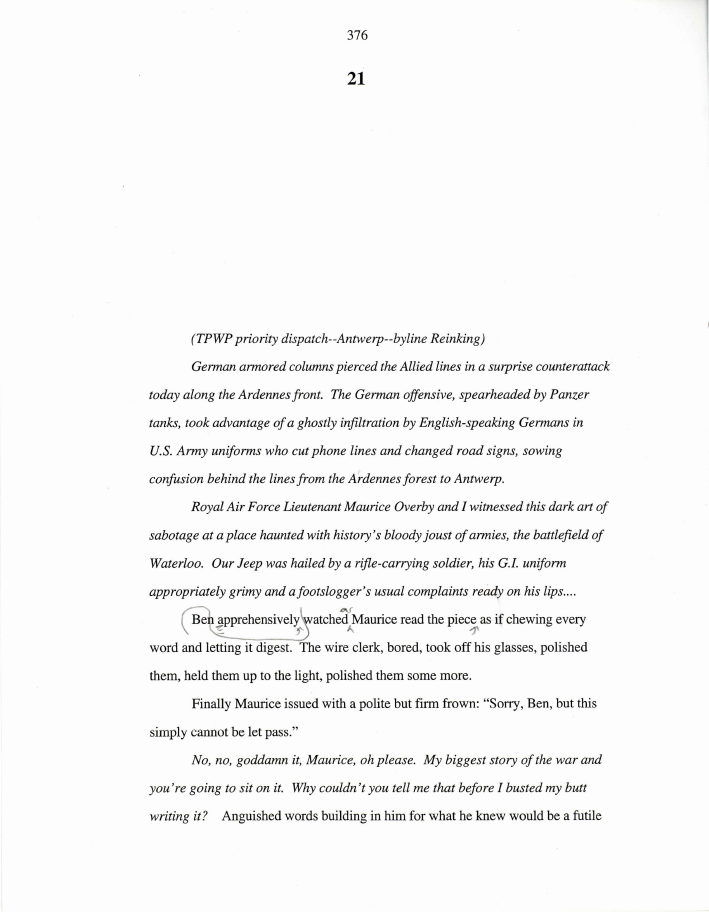 376
21
(TPWP priority dispatch--Antwerp--byline Reinking)
German armored columns pierced the Allied lines in a surprise counterattack
today along the Ardennes front. The German offensive, spearheaded by Panzer
tanks, took advantage of a ghostly infiltration by English-speaking Germans in
U.S. Army uniforms who cut phone lines and changed road signs, sowing
confusion behind the lines from the Ardennes forest to Antwerp.
Royal Air Force Lieutenant Maurice Overby and I witnessed this dark art of
sabotage at a place haunted with history's bloody joust of armies, the battlefield of
Waterloo. Our Jeep was hailed by a rifle-carrying soldier, his G.I. uniform
appropriately grimy and a footslogger's usual complaints ready on his lips....
Ben apprehensively watched Maurice read the piece as if chewing every
word and letting it digest. The wire clerk, bored, took off his glasses, polished
them, held them up to the light, polished them some more.
Finally Maurice issued with a polite but firm frown: “Sorry, Ben, but this
simply cannot be let pass.”
No, no, goddamn it, Maurice, oh please. My biggest story of the war and
you're going to sit on it. Why couldn't you tell me that before I busted my butt
writing it? Anguished words building in him for what he knew would be a futile